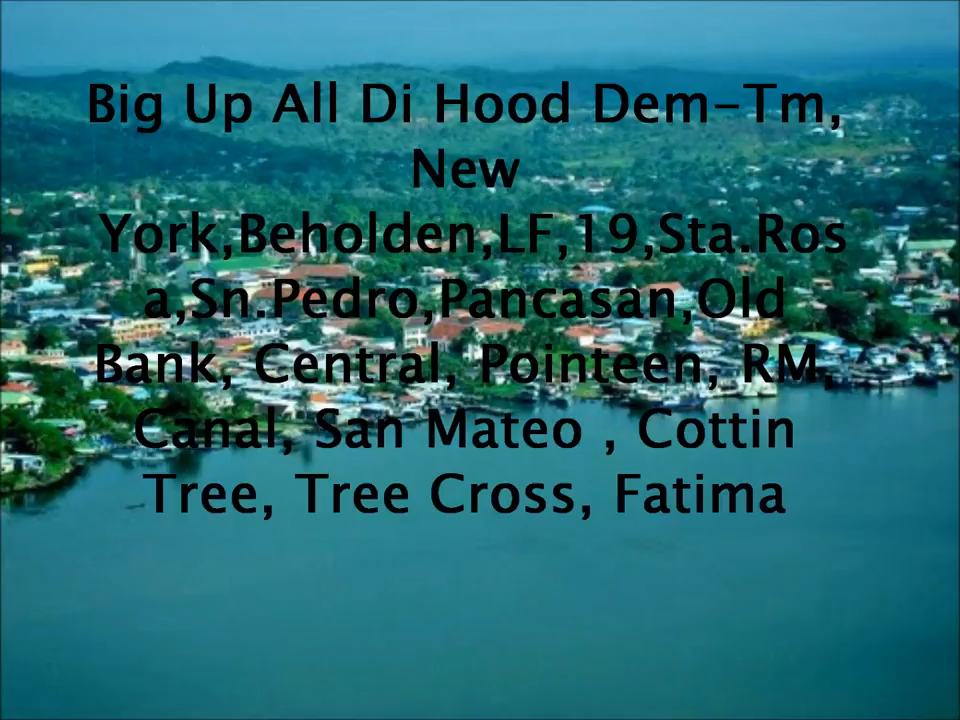 Big Up All Di Hood Dem-Tm,
New
York,Beholden,LF,19,Sta.Ros
a,Sn.Pedro,Pancasan,Old
Bank, Central, Pointeen, RM,
Canal, San Mateo , Cottin
Tree, Tree Cross, Fatima